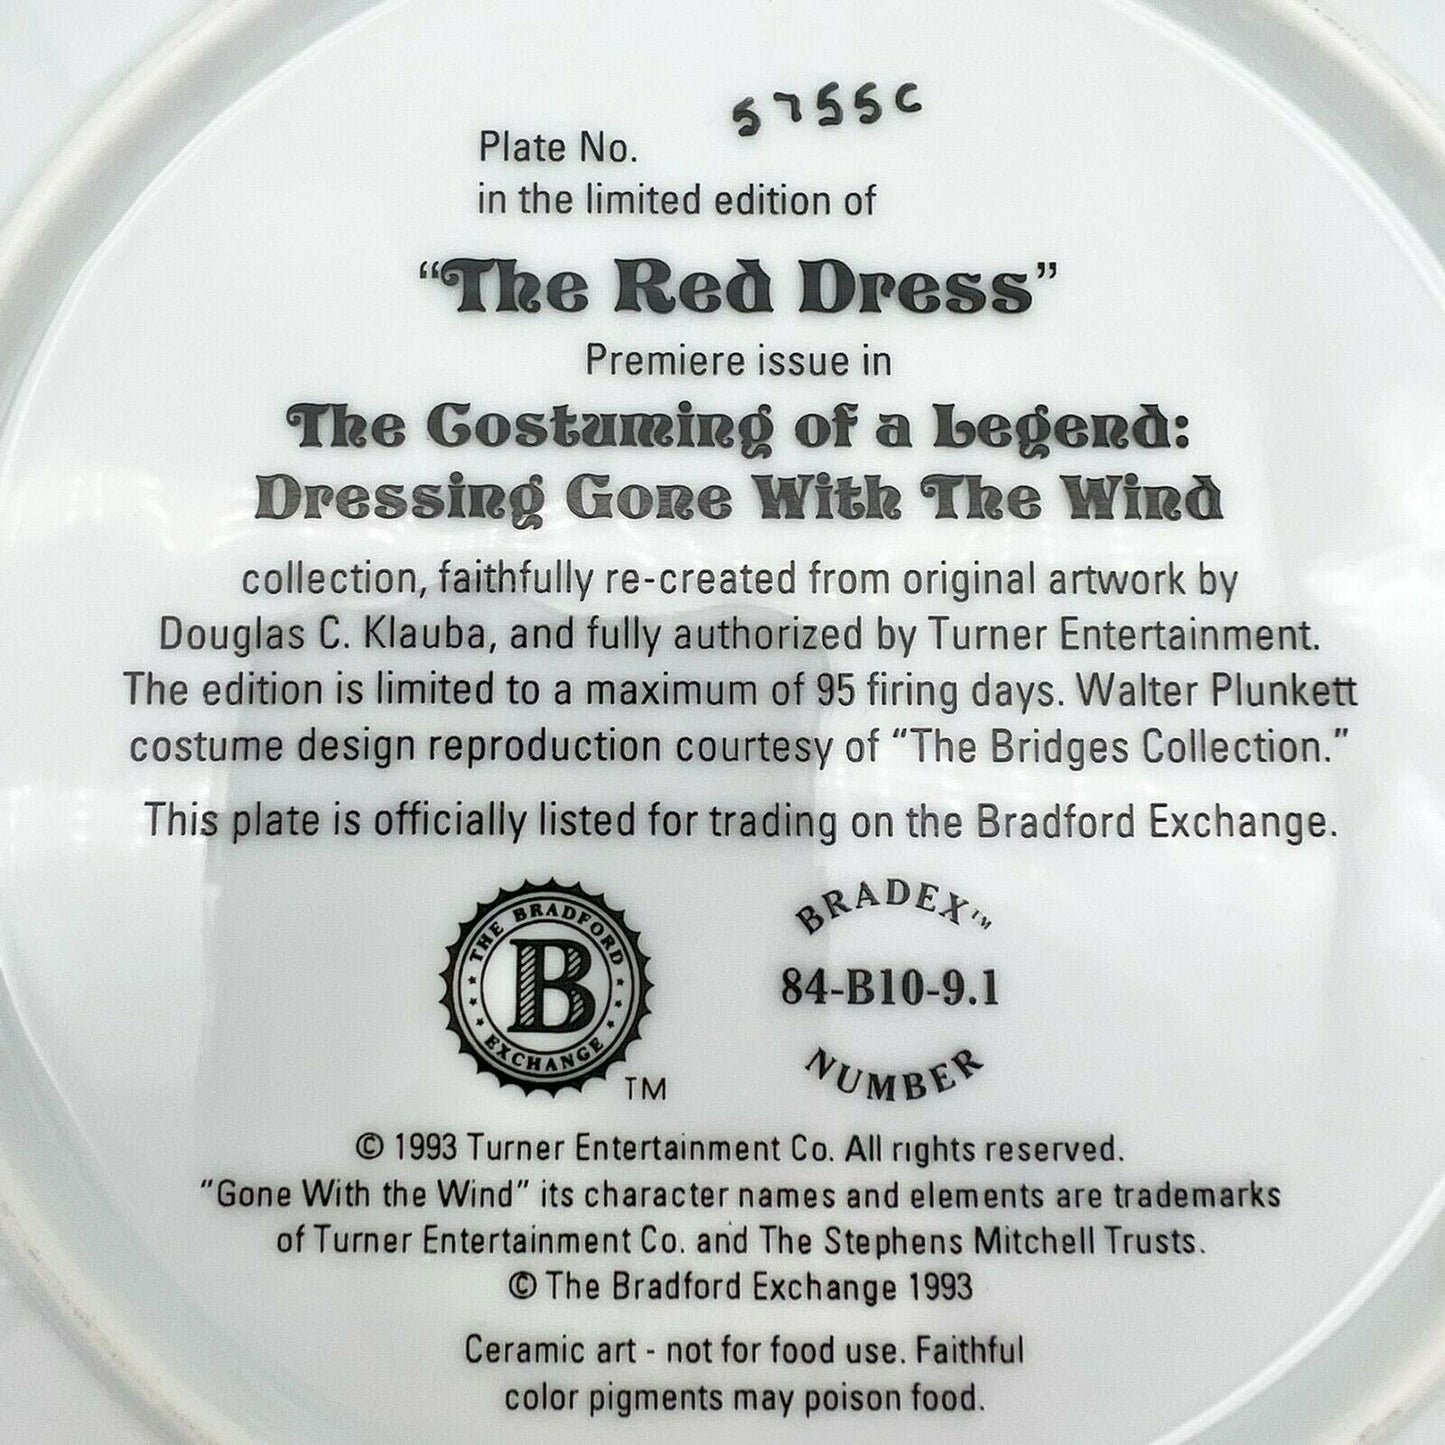 5755C
Plate No.
in the limited edition of
“The Red Dress”
Premiere issue in
The Costuming of a Legend:
Dressing Gone With The Wind
collection, faithfully re-created from original artwork by
Douglas C. Klauba, and fully authorized by Turner Entertainment.
The edition is limited to a maximum of 95 firing days. Walter Plunkett
costume design reproduction courtesy of “The Bridges Collection.”
This plate is officially listed for trading on the Bradford Exchange.
THE BRADFORD
B
EXCHANGE
TM
BRADEX™
84-B10-9.1
NUMBER
© 1993 Turner Entertainment Co. All rights reserved.
“Gone With the Wind” its character names and elements are trademarks
of Turner Entertainment Co. and The Stephens Mitchell Trusts.
© The Bradford Exchange 1993
Ceramic art - not for food use. Faithful
color pigments may poison food.